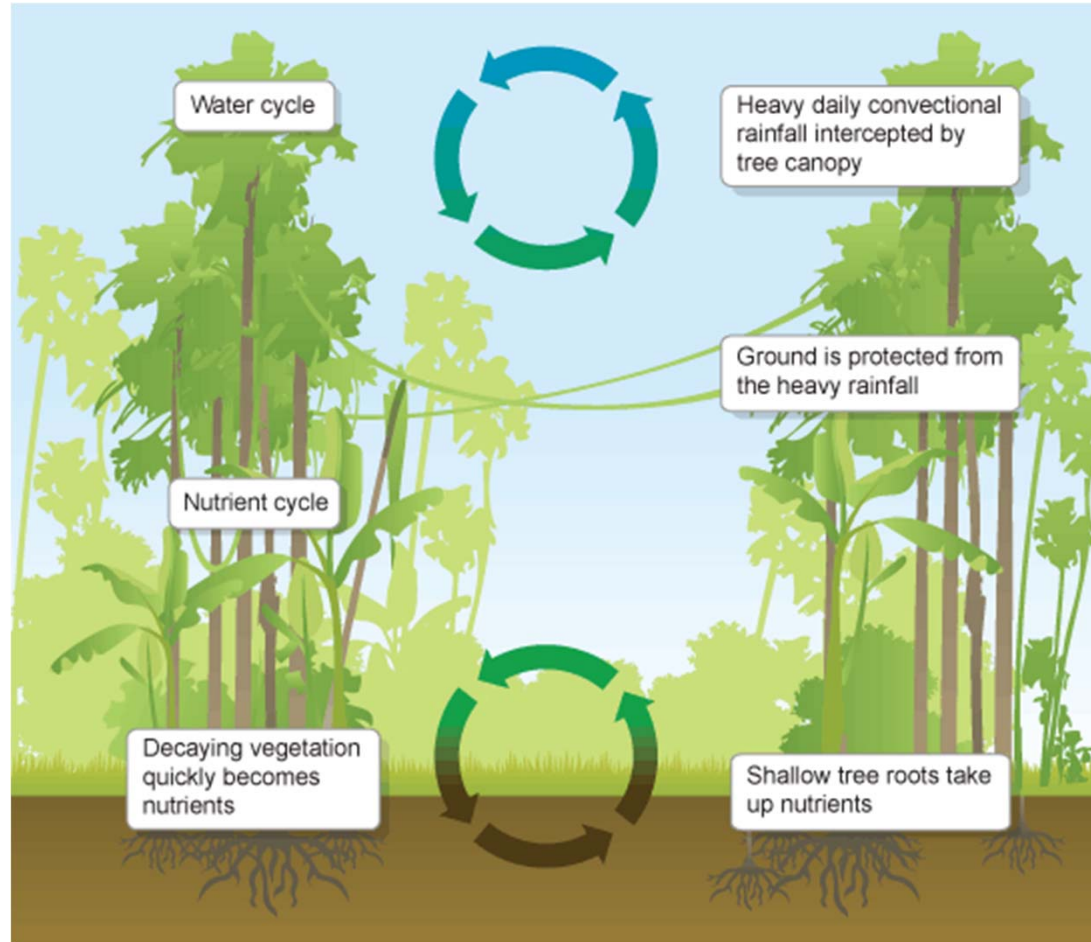 Water cycle
Heavy daily convectional
rainfall intercepted by
tree canopy
Ground is protected from
the heavy rainfall
Nutrient cycle
Decaying vegetation
quickly becomes
nutrients
Shallow tree roots take
up nutrients